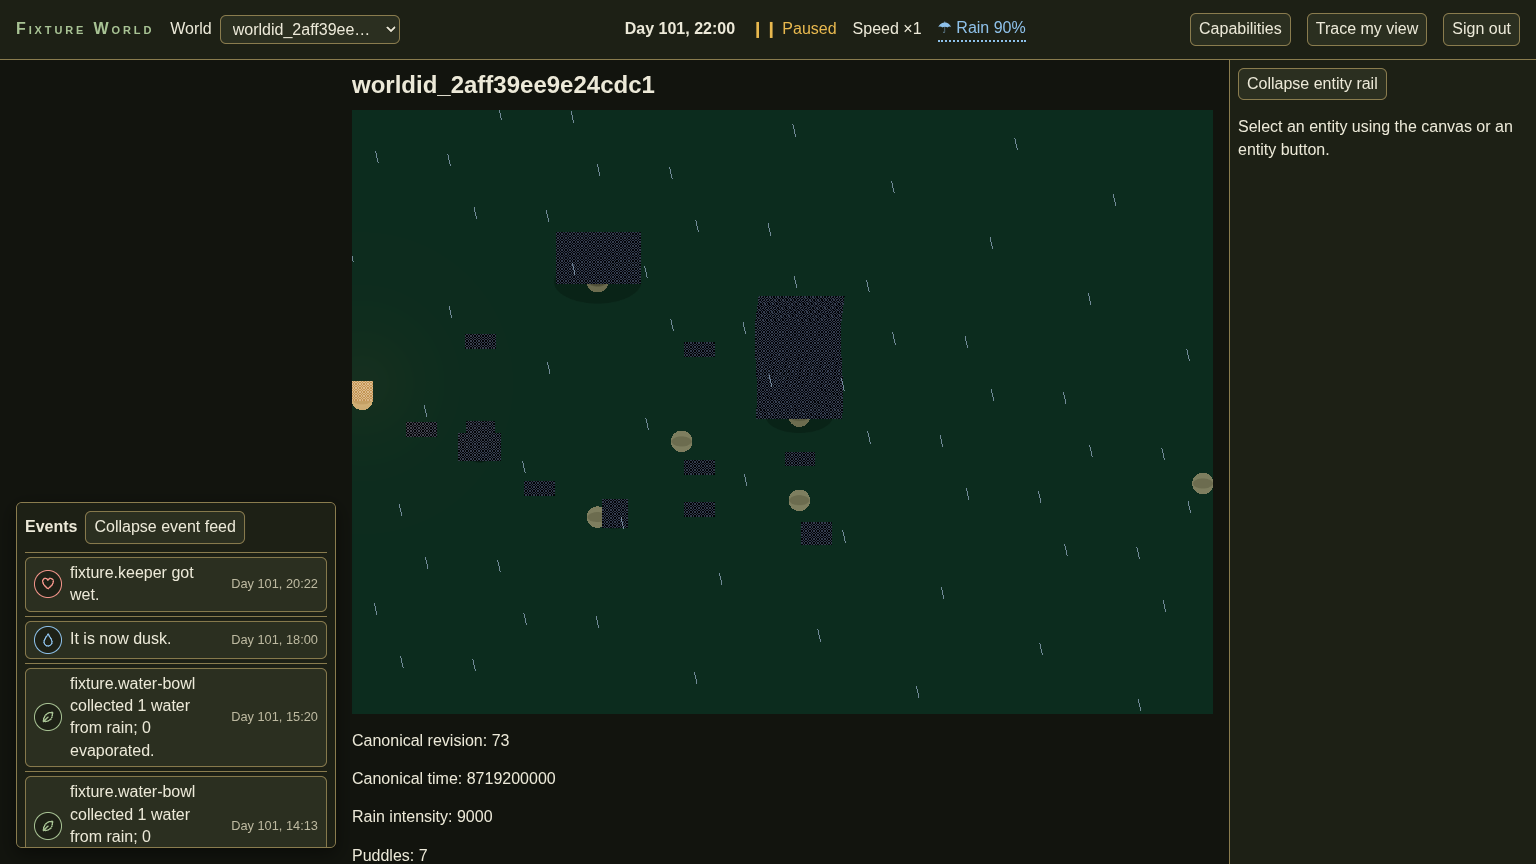 Fixture World World worldid_2aff39ee… Day 101, 22:00 ❙❙ Paused Speed ×1 ☂ Rain 90% Capabilities Trace my view Sign out
worldid_2aff39ee9e24cdc1
Collapse entity rail
Select an entity using the canvas or an
entity button.
Events Collapse event feed
fixture.keeper got
wet.
Day 101, 20:22
It is now dusk.
Day 101, 18:00
fixture.water-bowl
collected 1 water
from rain; 0
evaporated.
Day 101, 15:20
fixture.water-bowl
collected 1 water
from rain; 0
Day 101, 14:13
Canonical revision: 73
Canonical time: 8719200000
Rain intensity: 9000
Puddles: 7